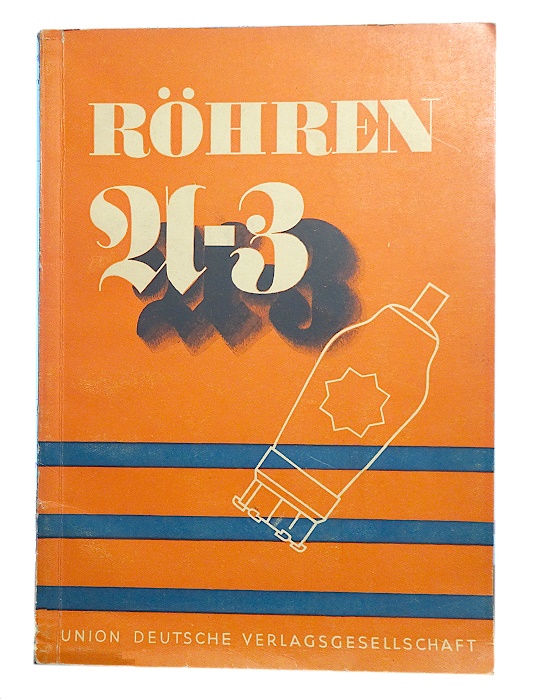 RÖHREN
A-3
UNION DEUTSCHE VERLAGSGESELLSCHAFT